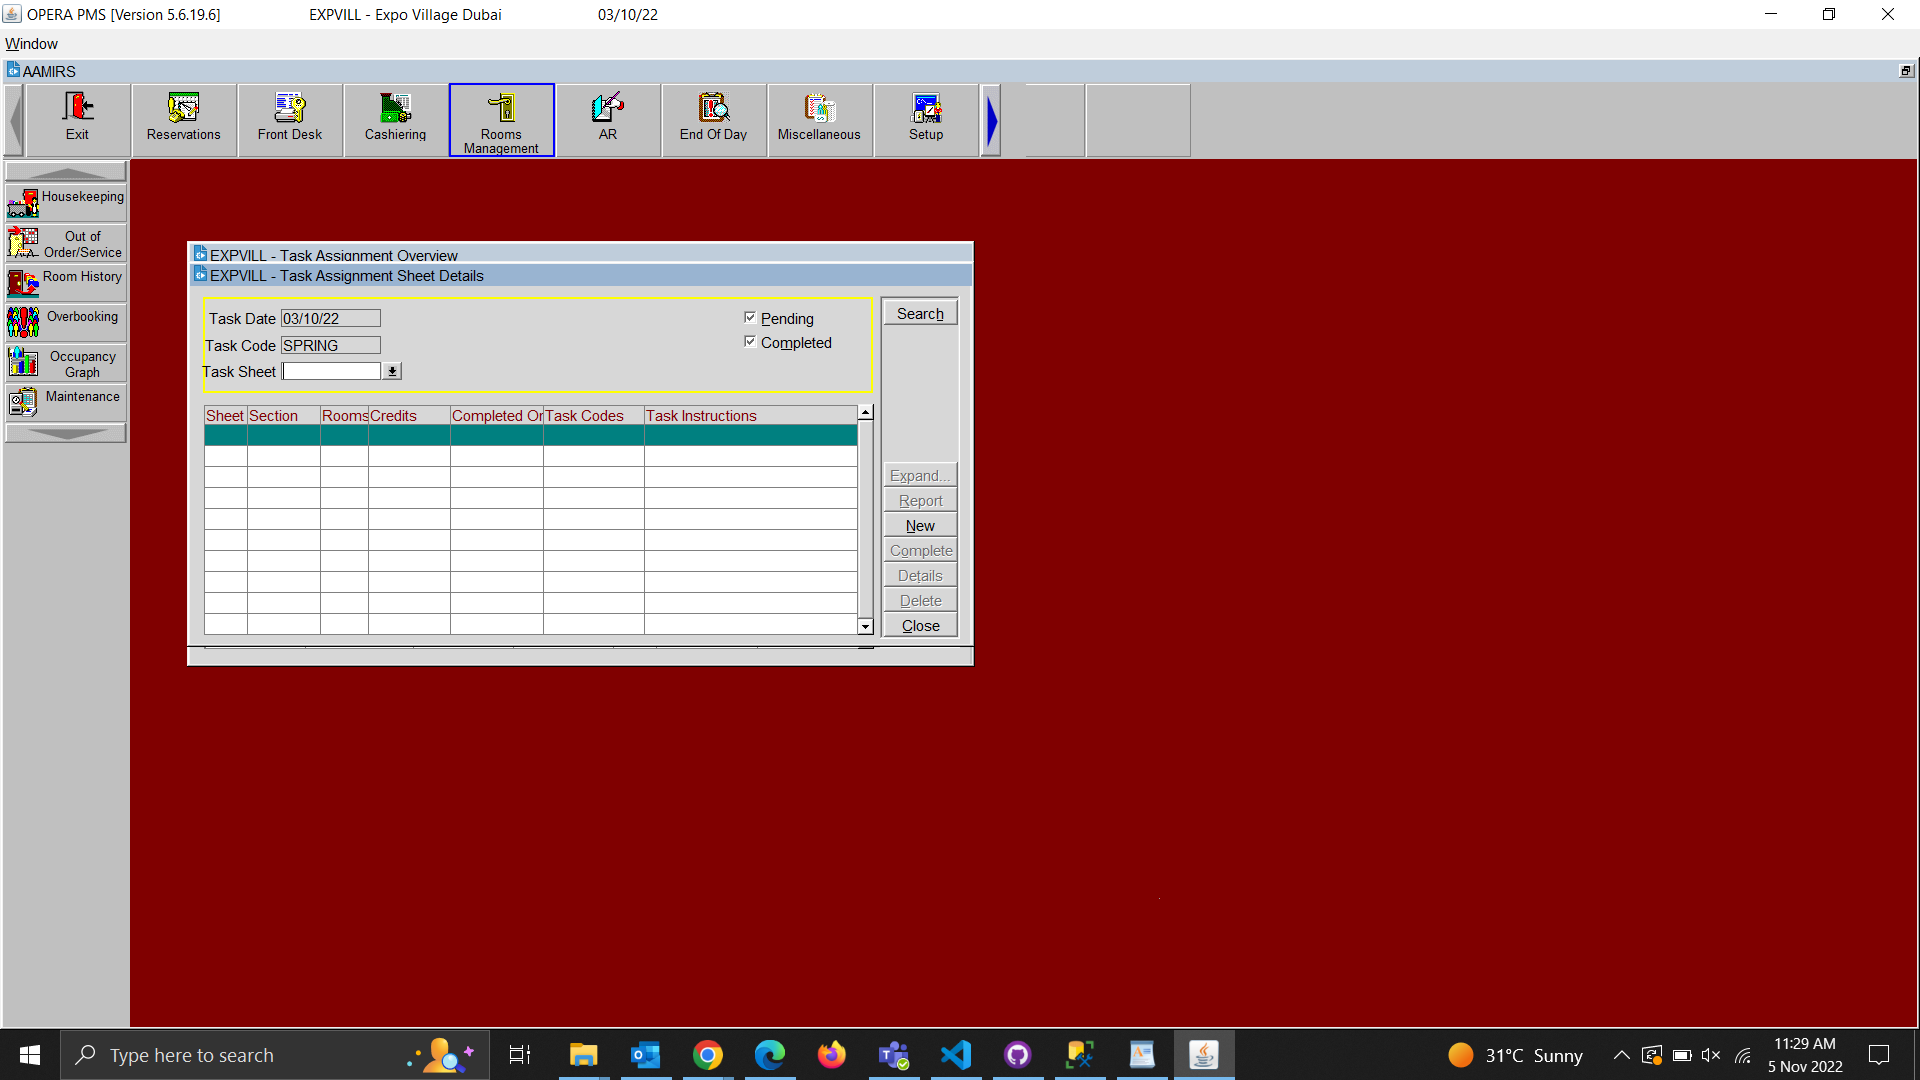 OPERA PMS [Version 5.6.19.6] EXPVILL - Expo Village Dubai 03/10/22
Window
AAMIRS
Exit
Reservations
Front Desk
Cashiering
Rooms
Management
AR
End Of Day
Miscellaneous
Setup
Housekeeping
Out of
Order/Service
Room History
Overbooking
Occupancy
Graph
Maintenance
EXPVILL - Task Assignment Overview
EXPVILL - Task Assignment Sheet Details
Task Date 03/10/22
Task Code SPRING
Task Sheet
Pending
Completed
Sheet Section Rooms Credits Completed On Task Codes Task Instructions
Search
Expand...
Report
New
Complete
Details
Delete
Close
Type here to search
31°C Sunny
11:29 AM
5 Nov 2022